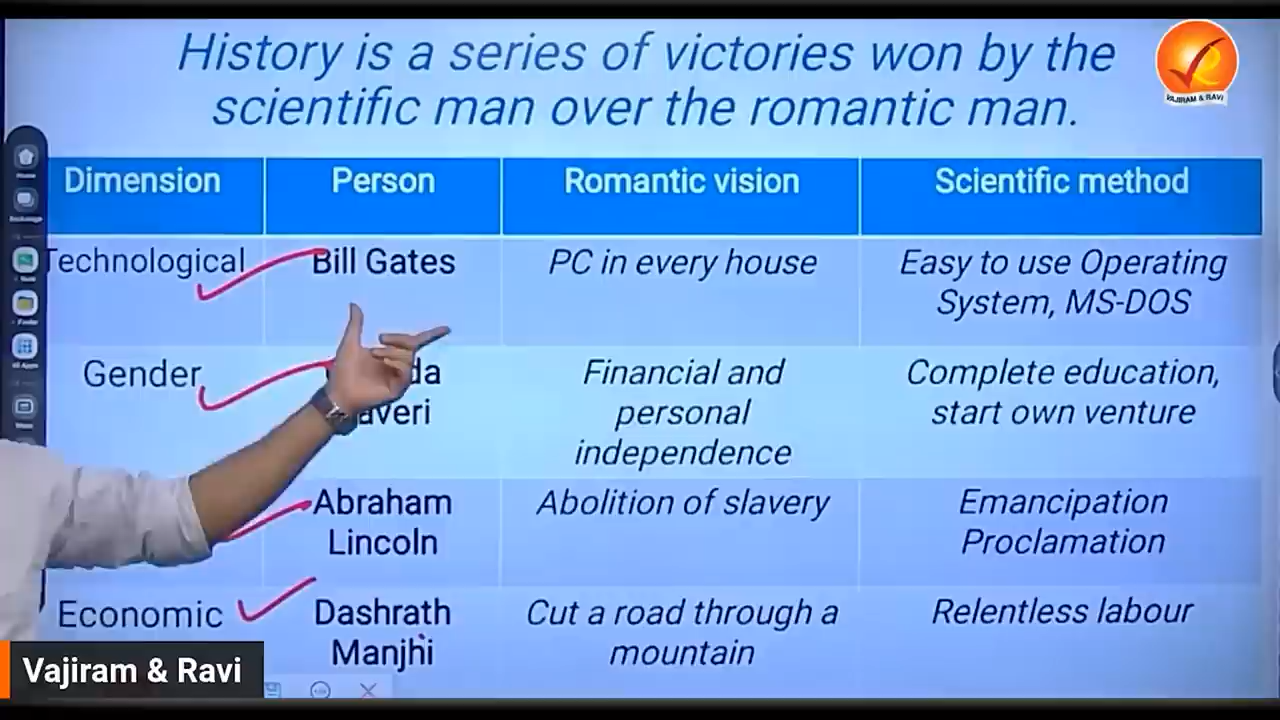 History is a series of victories won by the
scientific man over the romantic man.
VAJIRAM & RAVI
Dimension Person Romantic vision Scientific method
Technological Bill Gates PC in every house Easy to use Operating
System, MS-DOS
Gender Financial and Complete education,
personal start own venture
independence
Abraham Abolition of slavery Emancipation
Lincoln Proclamation
Economic Dashrath Cut a road through a Relentless labour
Manjhi mountain
Vajiram & Ravi